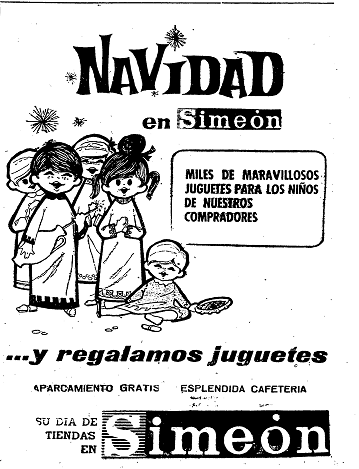 NAVIDAD
en Simeón
MILES DE MARAVILLOSOS
JUGUETES PARA LOS NIÑOS
DE NUESTROS
COMPRADORES
...y regalamos juguetes
APARCAMIENTO GRATIS ESPLENDIDA CAFETERIA
SU DIA DE
TIENDAS
EN
Simeón